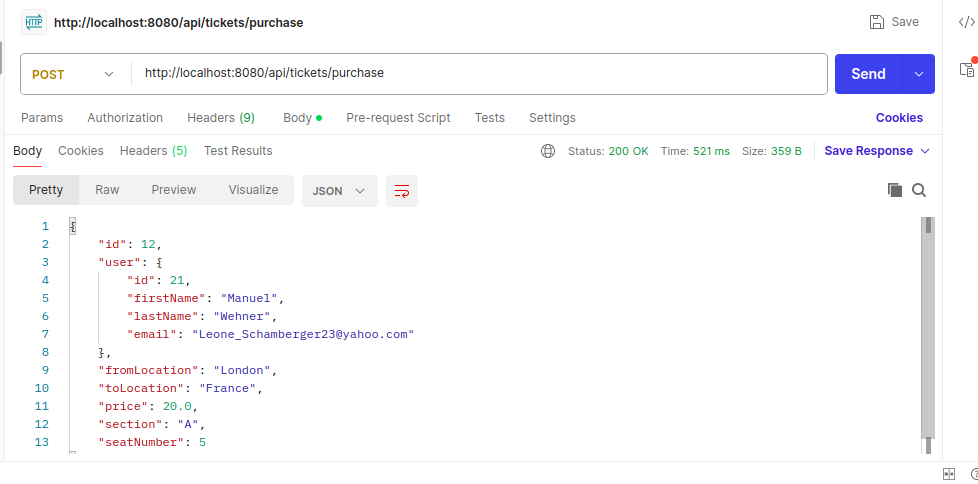 HTTP http://localhost:8080/api/tickets/purchase Save </>
POST http://localhost:8080/api/tickets/purchase Send
Params Authorization Headers (9) Body Pre-request Script Tests Settings Cookies
Body Cookies Headers (5) Test Results Status: 200 OK Time: 521 ms Size: 359 B Save Response
Pretty Raw Preview Visualize JSON
1 {
2 "id": 12,
3 "user": {
4 "id": 21,
5 "firstName": "Manuel",
6 "lastName": "Wehner",
7 "email": "Leone_Schamberger23@yahoo.com"
8 },
9 "fromLocation": "London",
10 "toLocation": "France",
11 "price": 20.0,
12 "section": "A",
13 "seatNumber": 5